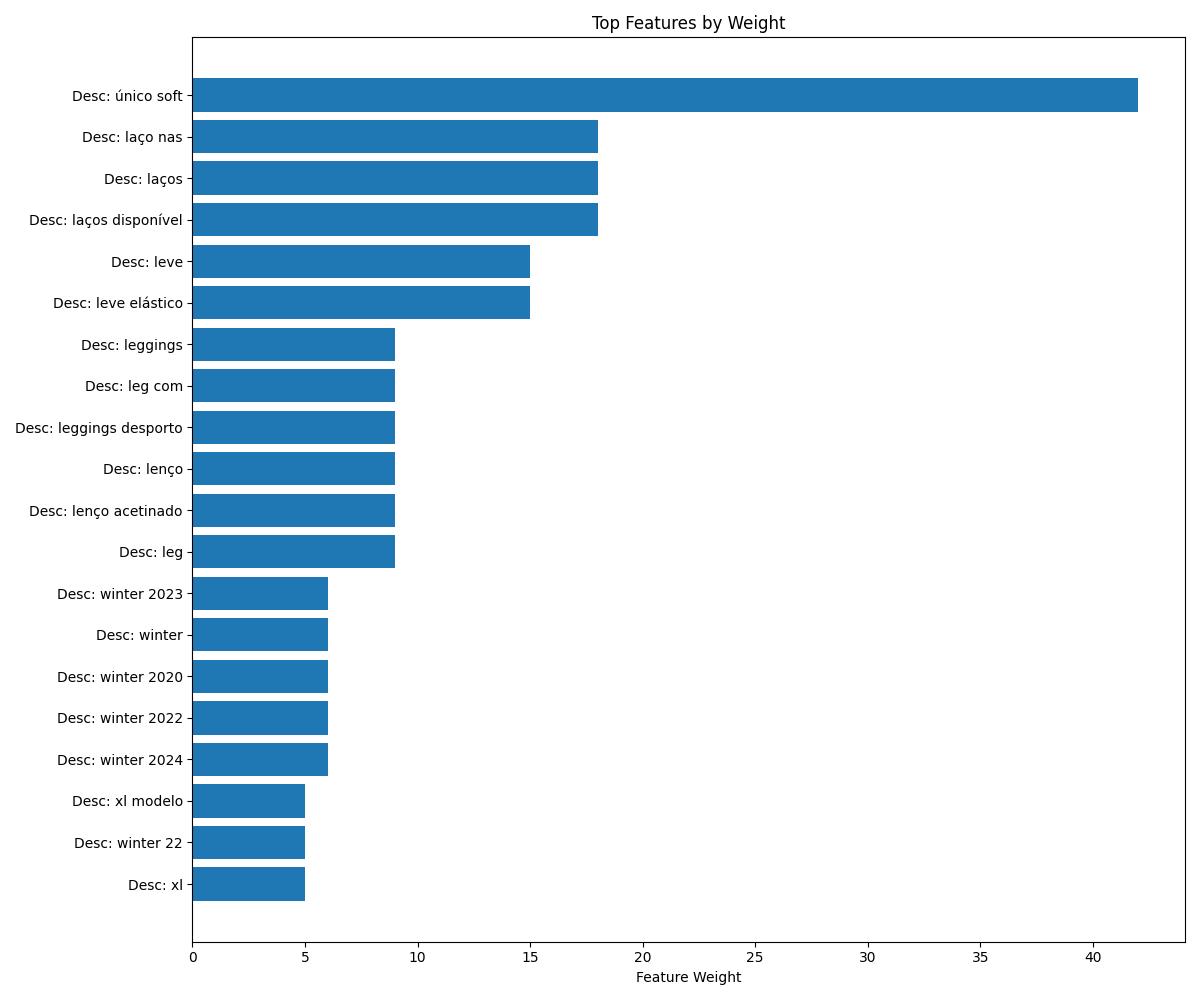 Top Features by Weight
Desc: único soft
Desc: laço nas
Desc: laços
Desc: laços disponível
Desc: leve
Desc: leve elástico
Desc: leggings
Desc: leg com
Desc: leggings desporto
Desc: lenço
Desc: lenço acetinado
Desc: leg
Desc: winter 2023
Desc: winter
Desc: winter 2020
Desc: winter 2022
Desc: winter 2024
Desc: xl modelo
Desc: winter 22
Desc: xl
0 5 10 15 20 25 30 35 40
Feature Weight